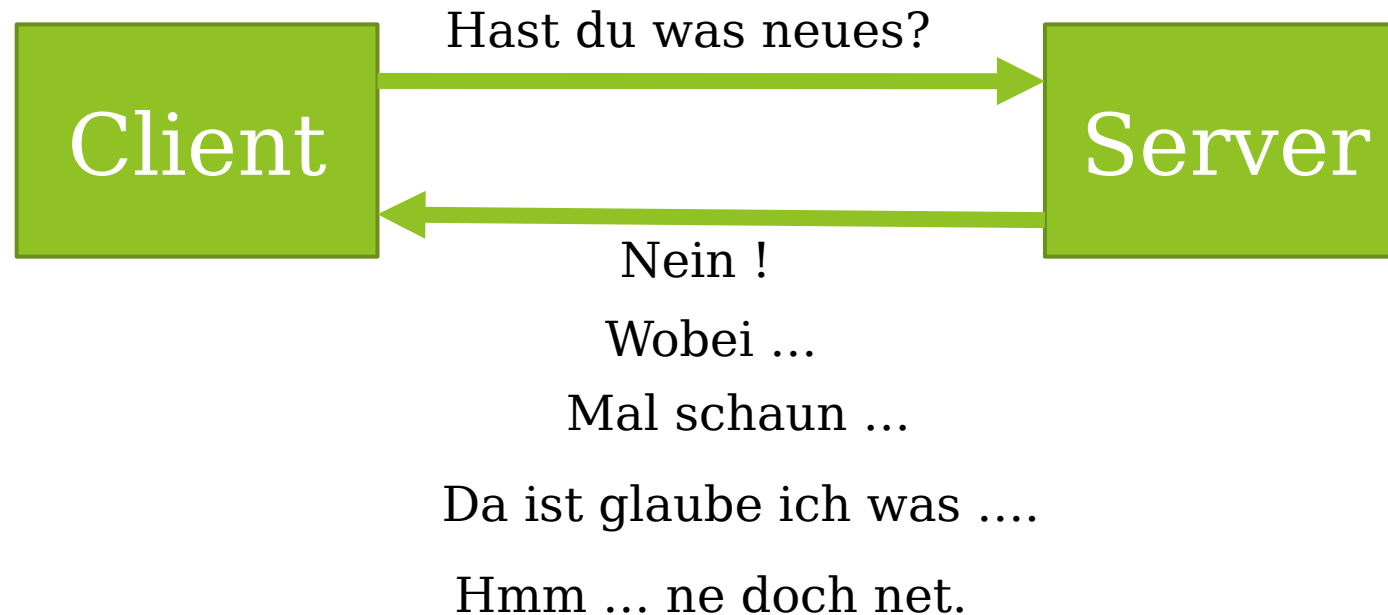 Hast du was neues?
Client
Server
Nein !
Wobei ...
Mal schaun ...
Da ist glaube ich was ....
Hmm ... ne doch net.